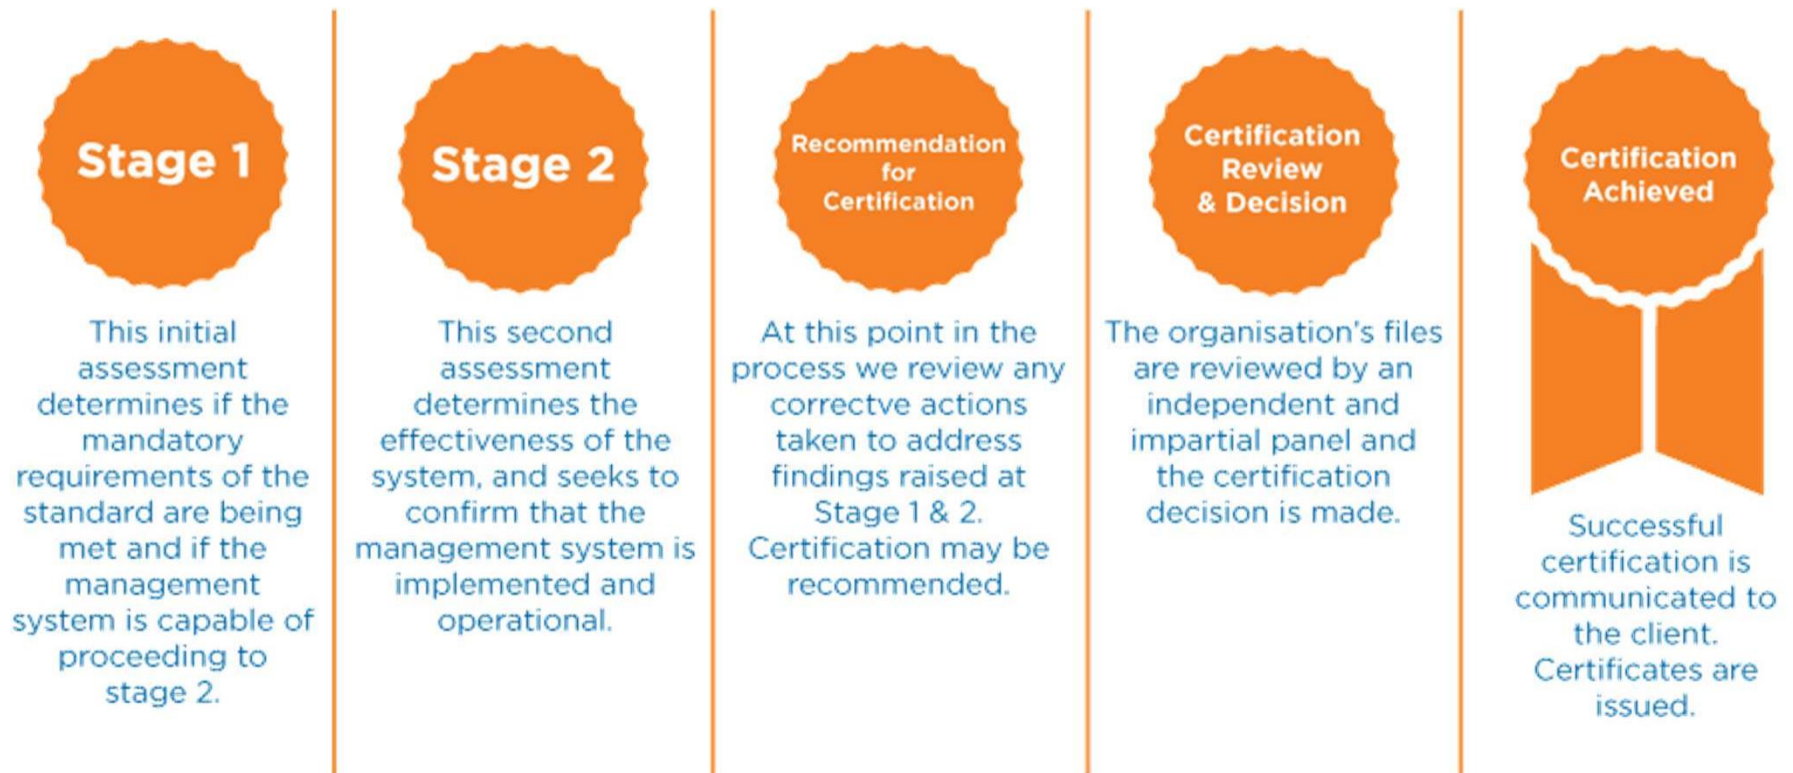 Stage 1
This initial
assessment
determines if the
mandatory
requirements of the
standard are being
met and if the
management
system is capable of
proceeding to
stage 2.
Stage 2
This second
assessment
determines the
effectiveness of the
system, and seeks to
confirm that the
management system is
implemented and
operational.
Recommendation
for
Certification
At this point in the
process we review any
correctve actions
taken to address
findings raised at
Stage 1 & 2.
Certification may be
recommended.
Certification
Review
& Decision
The organisation's files
are reviewed by an
independent and
impartial panel and
the certification
decision is made.
Certification
Achieved
Successful
certification is
communicated to
the client.
Certificates are
issued.